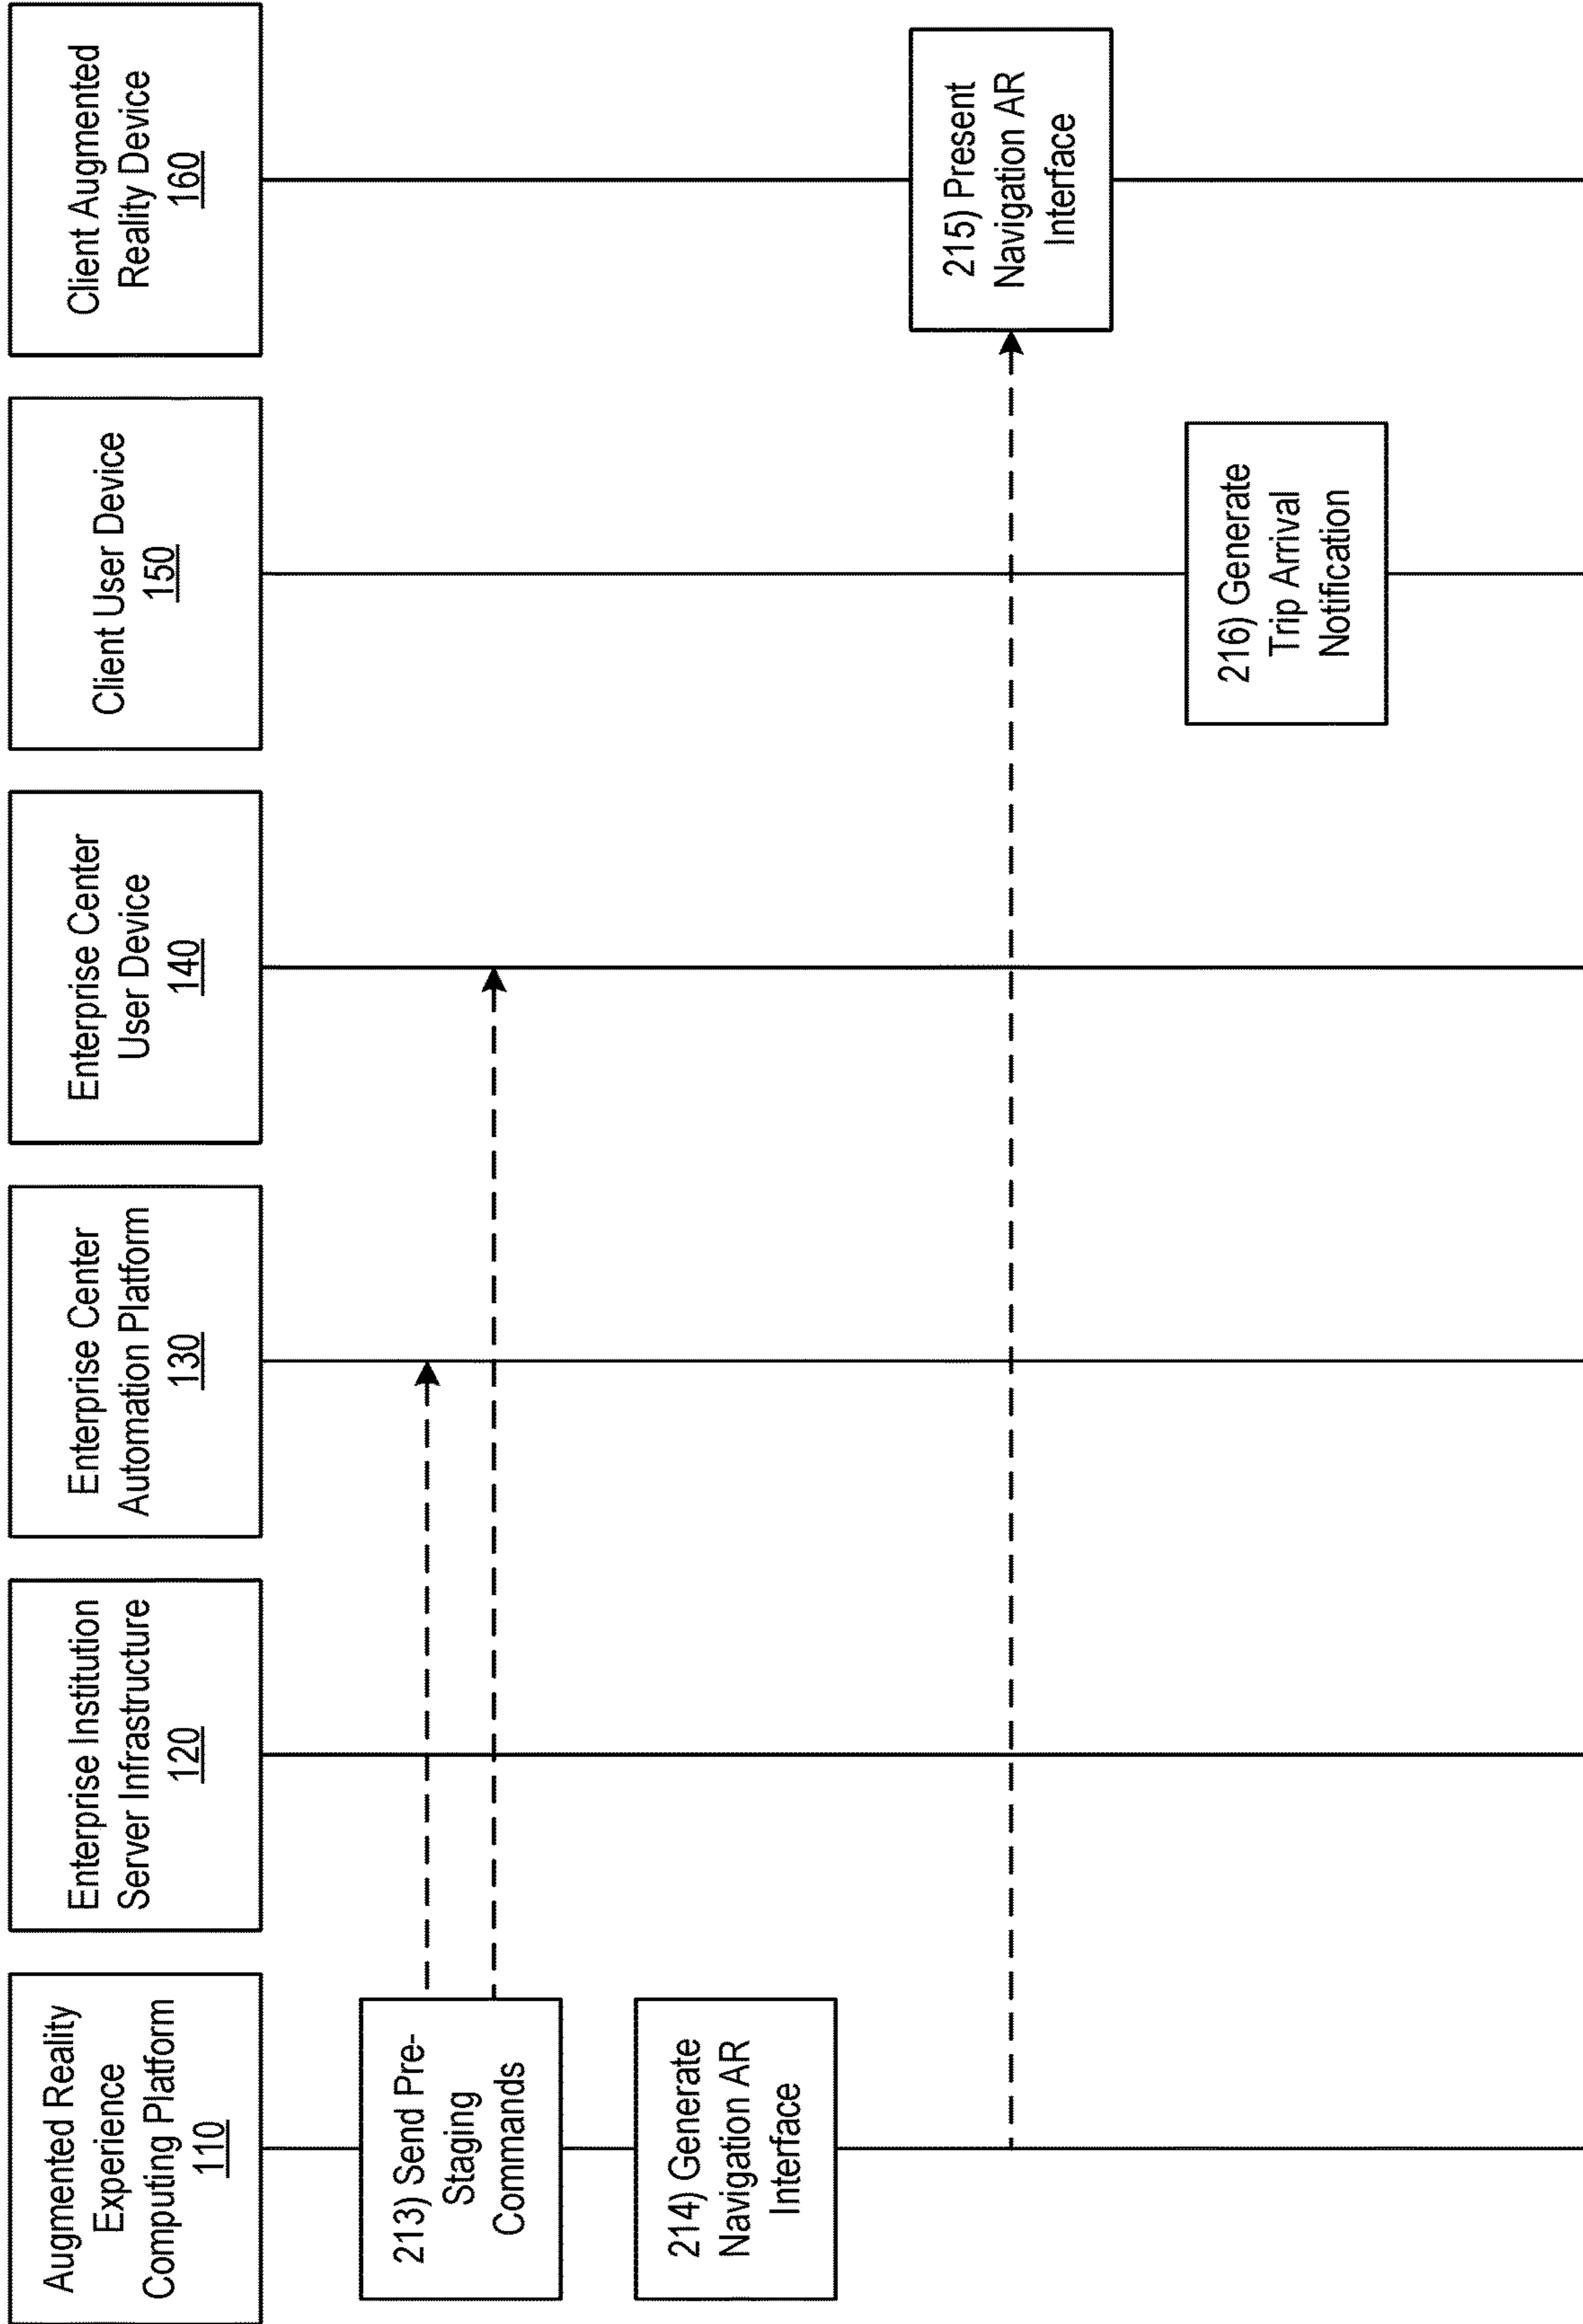 Augmented Reality
Experience
Computing Platform
110
Enterprise Institution
Server Infrastructure
120
Enterprise Center
Automation Platform
130
Enterprise Center
User Device
140
Client User Device
150
Client Augmented
Reality Device
160
213) Send Pre-
Staging
Commands
214) Generate
Navigation AR
Interface
215) Present
Navigation AR
Interface
216) Generate
Trip Arrival
Notification